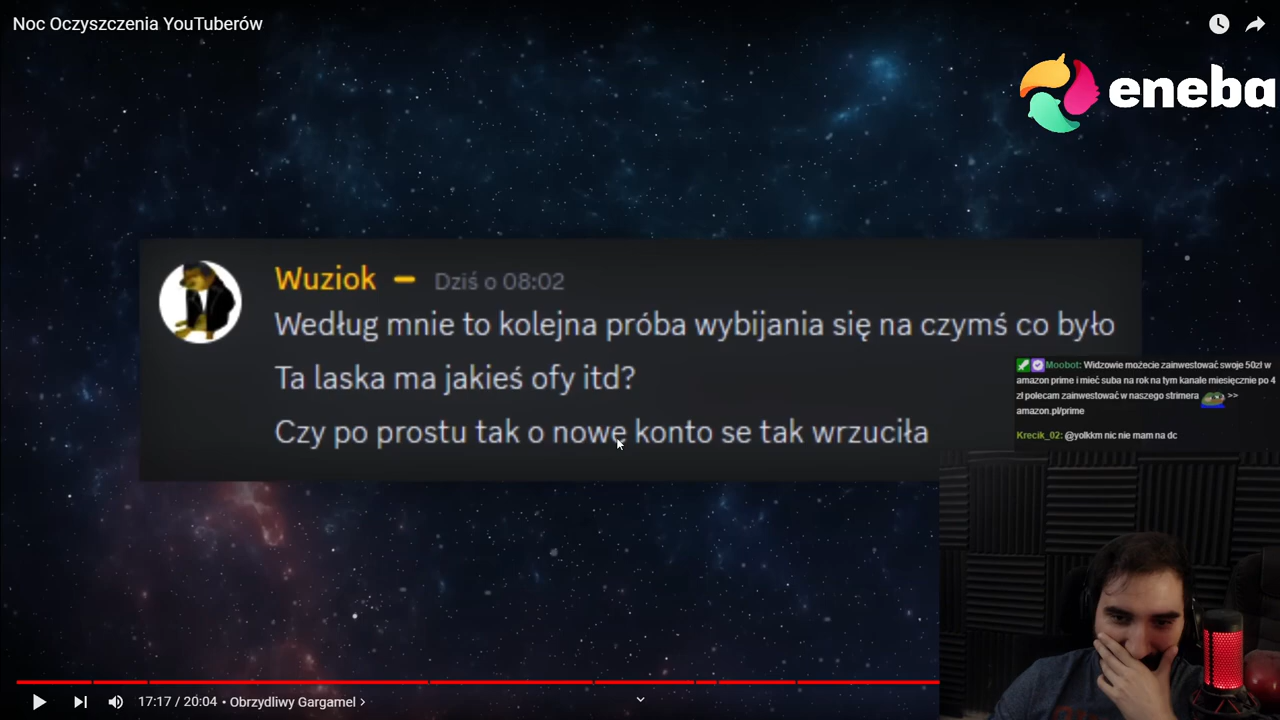 Noc Oczyszczenia YouTuberów
eneba
Wuziok
Dziś o 08:02
Według mnie to kolejna próba wybijania się na czymś co było
Ta laska ma jakieś ofy itd?
Czy po prostu tak o nowe konto se tak wrzuciła
Moobot: Widzowie możecie zainwestować swoje 50zl w
amazon prime i mieć suba na rok na tym kanale miesięcznie po 4
zł polecam zainwestować w naszego strimera >>
amazon.pl/prime
Krecik_02: @yolkkm nic nie mam na dc
17:17 / 20:04 • Obrzydliwy Gargamel